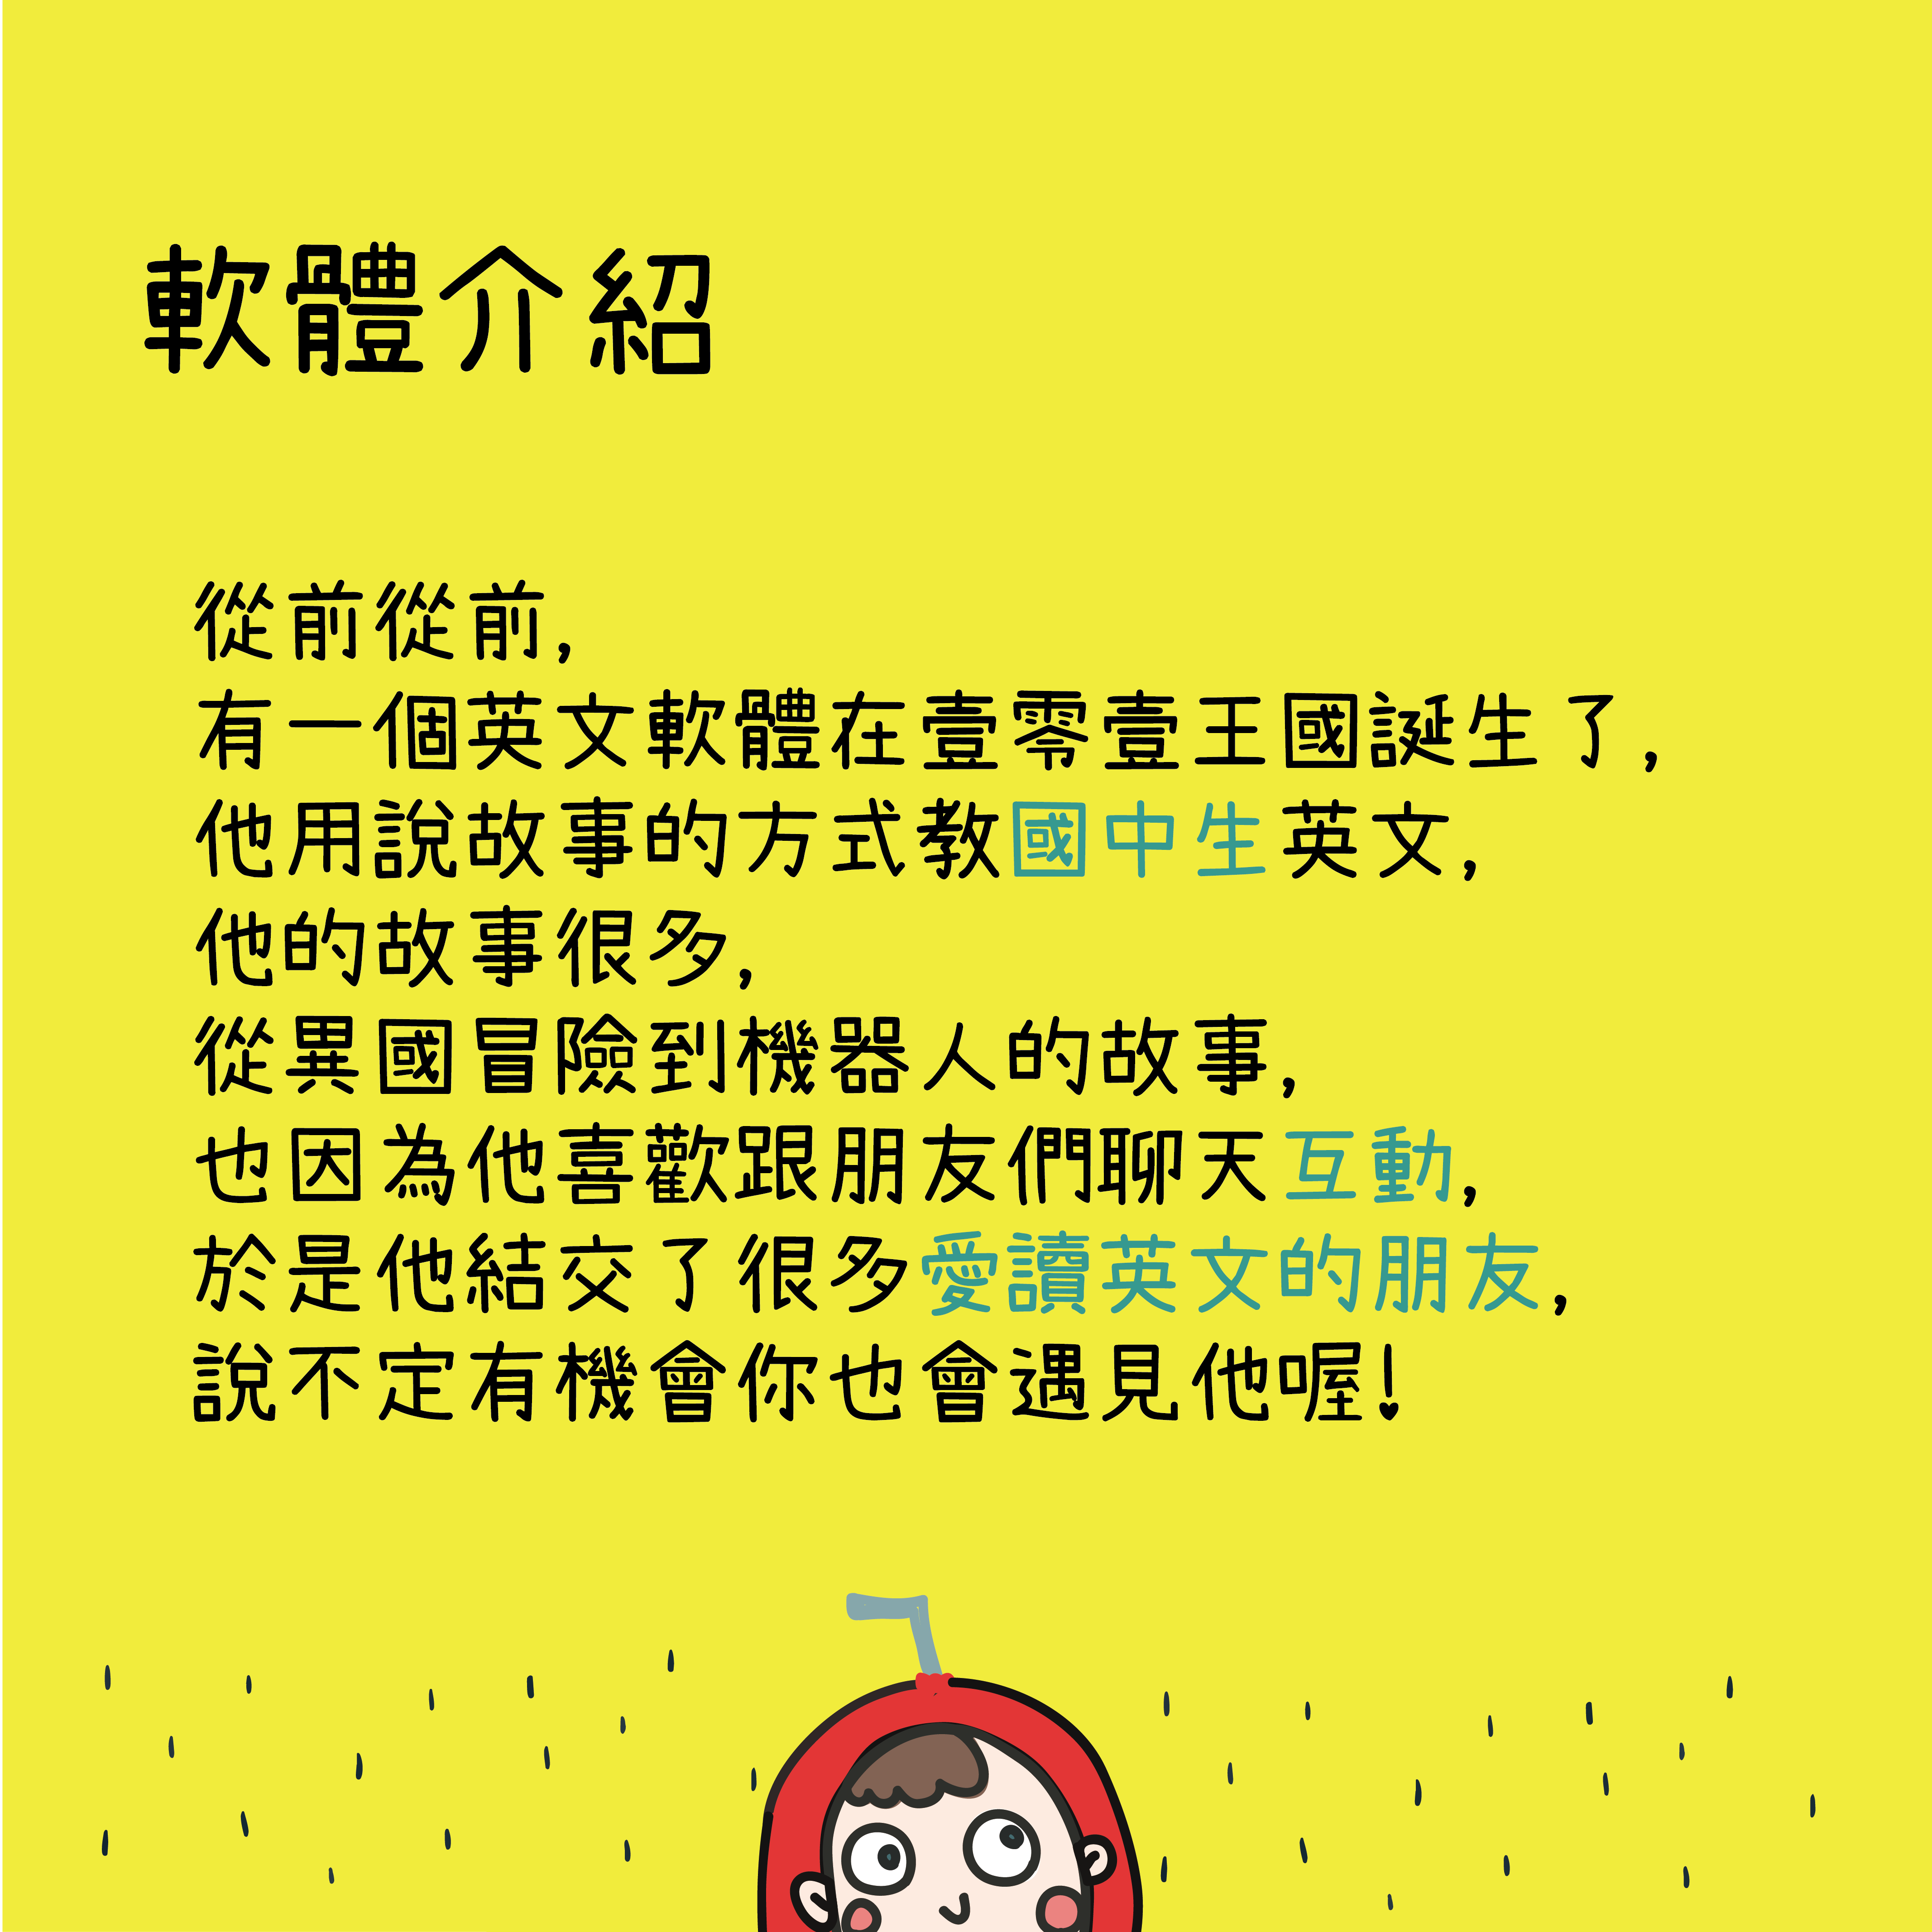 軟體介紹
從前從前,
有一個英文軟體在壹零壹王國誕生了,
他用說故事的方式教國中生英文,
他的故事很多,
從異國冒險到機器人的故事,
也因為他喜歡跟朋友們聊天互動,
於是他結交了很多愛讀英文的朋友,
說不定有機會你也會遇見他喔!